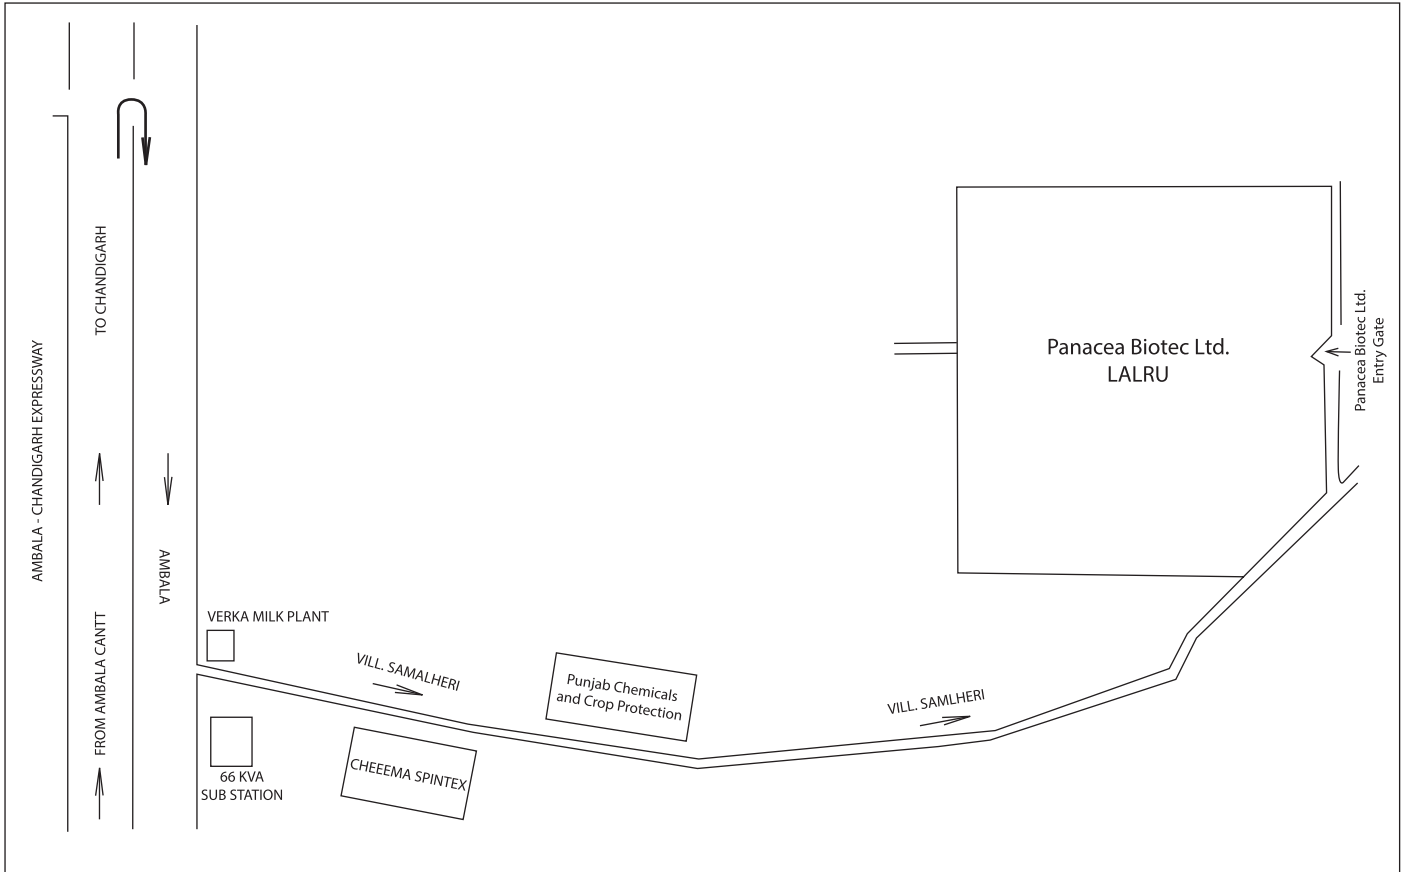 AMBALA - CHANDIGARH EXPRESSWAY
TO CHANDIGARH
FROM AMBALA CANTT
AMBALA
VERKA MILK PLANT
66 KVA
SUB STATION
VILL. SAMALHERI
CHEEEMA SPINTEX
Punjab Chemicals
and Crop Protection
VILL. SAMLHERI
Panacea Biotec Ltd.
LALRU
Panacea Biotec Ltd.
Entry Gate